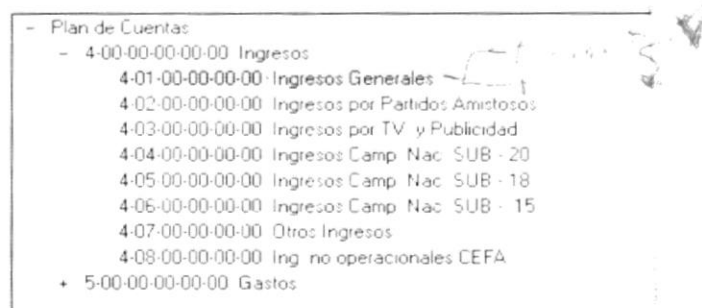 - Plan de Cuentas
- 4-00-00-00-00-00 Ingresos
4-01-00-00-00-00 Ingresos Generales
4-02-00-00-00-00 Ingresos por Partidos Amistosos
4-03-00-00-00-00 Ingresos por TV y Publicidad
4-04-00-00-00-00 Ingresos Camp Nac SUB - 20
4-05-00-00-00-00 Ingresos Camp Nac SUB - 18
4-06-00-00-00-00 Ingresos Camp Nac SUB - 15
4-07-00-00-00-00 Otros Ingresos
4-08-00-00-00-00 Ing no operacionales CEFA
+ 5-00-00-00-00-00 Gastos